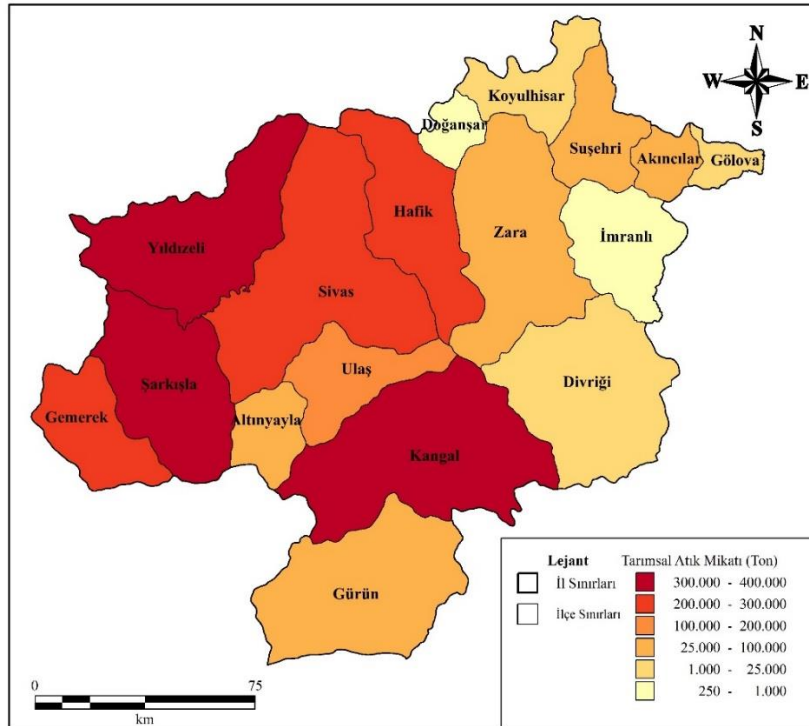 N
W E
S
Koyulhisar
Doğanşar
Suşehri
Akıncılar
Gölova
Hafik
Zara
İmranlı
Yıldızeli
Sivas
Ulaş
Divriği
Şarkışla
Gemerek
Altınyayla
Kangal
Gürün
0 75
km
Lejant
İl Sınırları
İlçe Sınırları
Tarımsal Atık Mikatı (Ton)
300.000 - 400.000
200.000 - 300.000
100.000 - 200.000
25.000 - 100.000
1.000 - 25.000
250 - 1.000